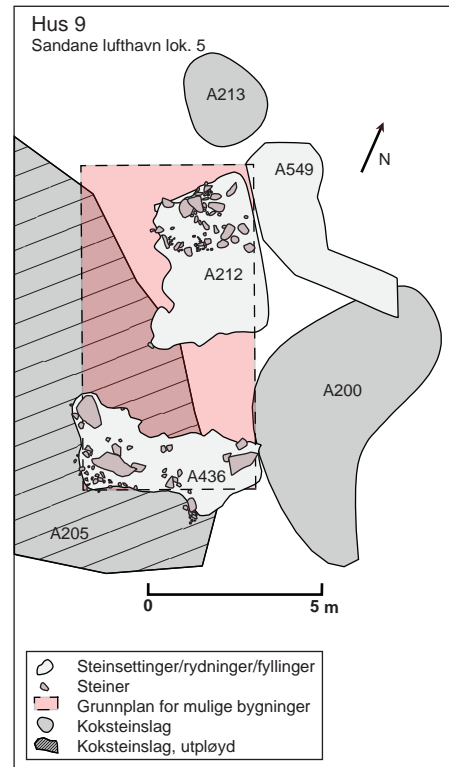 Hus 9
Sandane lufthavn lok. 5
A213
A549
N
A212
A200
A436
A205
0 5 m
Steinsettinger/rydninger/fyllinger
Steiner
Grunnplan for mulige bygninger
Koksteinslag
Koksteinslag, utpløyd